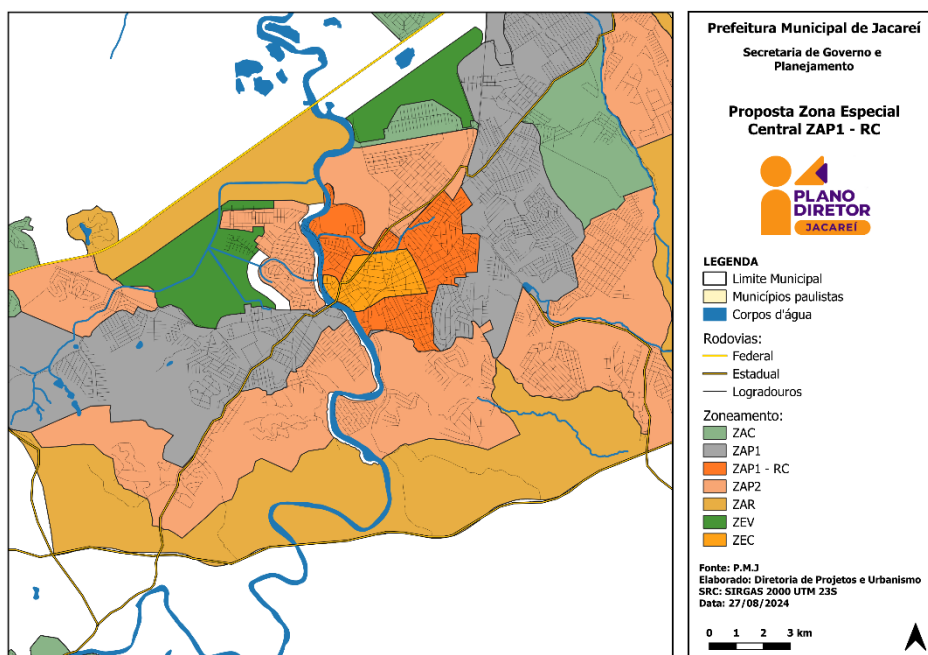 Prefeitura Municipal de Jacareí
Secretaria de Governo e
Planejamento
Proposta Zona Especial
Central ZAP1 - RC
PLANO
DIRETOR
JACAREÍ
LEGENDA
Limite Municipal
Municípios paulistas
Corpos d'água
Rodovias:
Federal
Estadual
Logradouros
Zoneamento:
ZAC
ZAP1
ZAP1 - RC
ZAP2
ZAR
ZEV
ZEC
Fonte: P.M.J
Elaborado: Diretoria de Projetos e Urbanismo
SRC: SIRGAS 2000 UTM 23S
Data: 27/08/2024
0 1 2 3 km